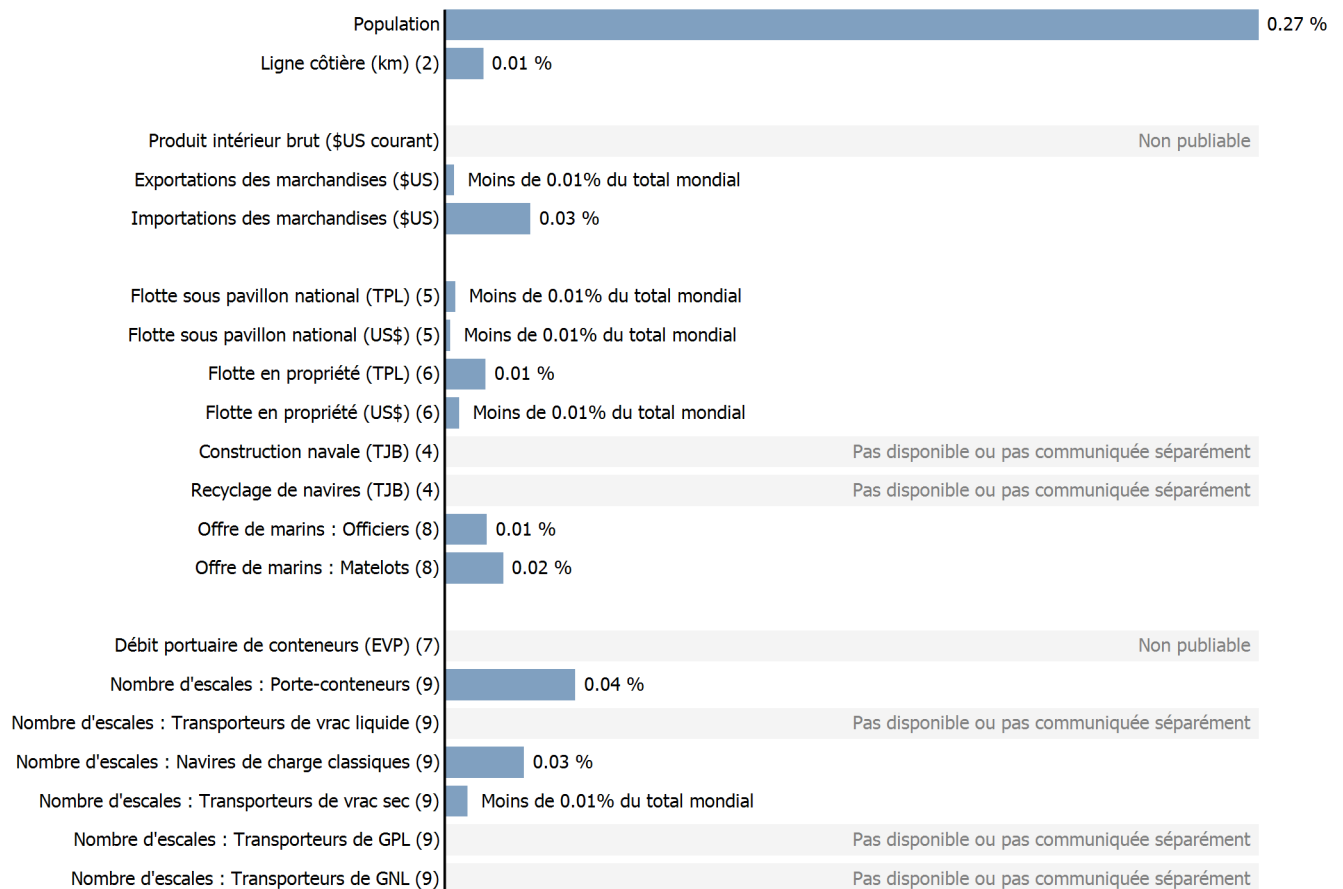 Population 0.27 %
Ligne côtière (km) (2) 0.01 %
Produit intérieur brut ($US courant) Non publiable
Exportations des marchandises ($US) Moins de 0.01% du total mondial
Importations des marchandises ($US) 0.03 %
Flotte sous pavillon national (TPL) (5) Moins de 0.01% du total mondial
Flotte sous pavillon national (US$) (5) Moins de 0.01% du total mondial
Flotte en propriété (TPL) (6) 0.01 %
Flotte en propriété (US$) (6) Moins de 0.01% du total mondial
Construction navale (TJB) (4) Pas disponible ou pas communiquée séparément
Recyclage de navires (TJB) (4) Pas disponible ou pas communiquée séparément
Offre de marins : Officiers (8) 0.01 %
Offre de marins : Matelots (8) 0.02 %
Débit portuaire de conteneurs (EVP) (7) Non publiable
Nombre d'escales : Porte-conteneurs (9) 0.04 %
Nombre d'escales : Transporteurs de vrac liquide (9) Pas disponible ou pas communiquée séparément
Nombre d'escales : Navires de charge classiques (9) 0.03 %
Nombre d'escales : Transporteurs de vrac sec (9) Moins de 0.01% du total mondial
Nombre d'escales : Transporteurs de GPL (9) Pas disponible ou pas communiquée séparément
Nombre d'escales : Transporteurs de GNL (9) Pas disponible ou pas communiquée séparément